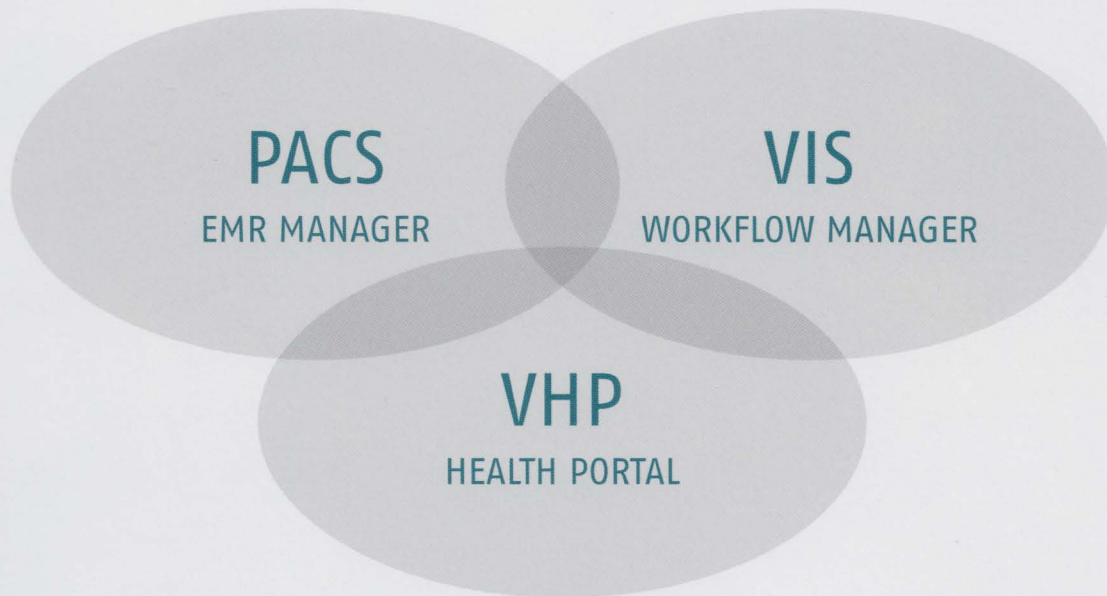 PACS
EMR MANAGER
VIS
WORKFLOW MANAGER
VHP
HEALTH PORTAL